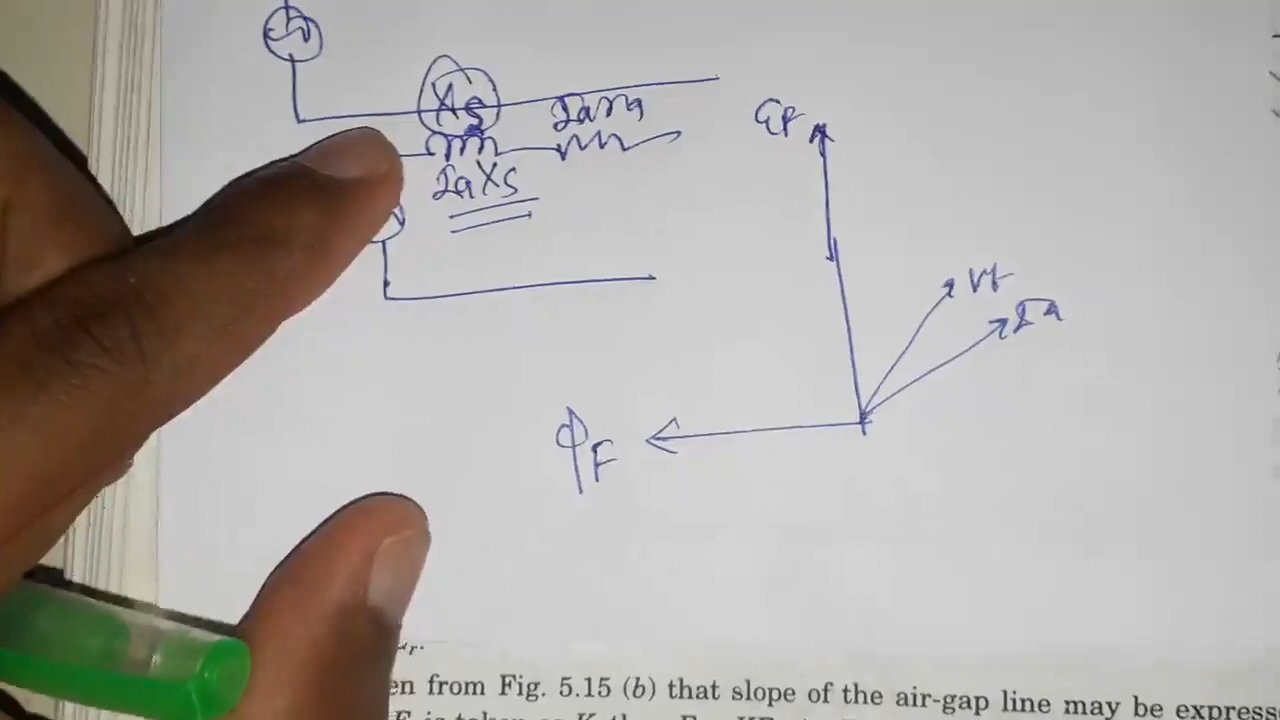 Xs
Iara
IaXs
Ef
Vt
Ia
ϕF
en from Fig. 5.15 (b) that slope of the air-gap line may be express